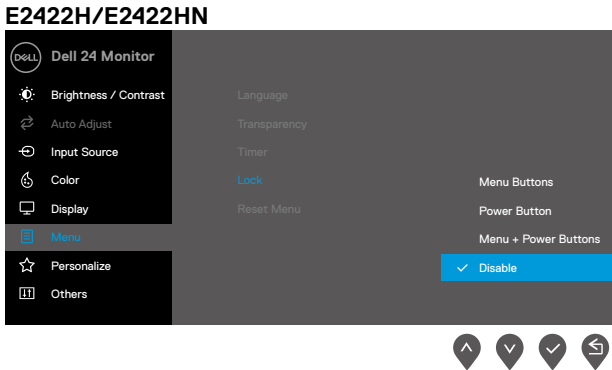 E2422H/E2422HN
DELL Dell 24 Monitor
Brightness / Contrast
Auto Adjust
Input Source
Color
Display
Menu
Personalize
Others
Language
Transparency
Timer
Lock
Reset Menu
Menu Buttons
Power Button
Menu + Power Buttons
Disable